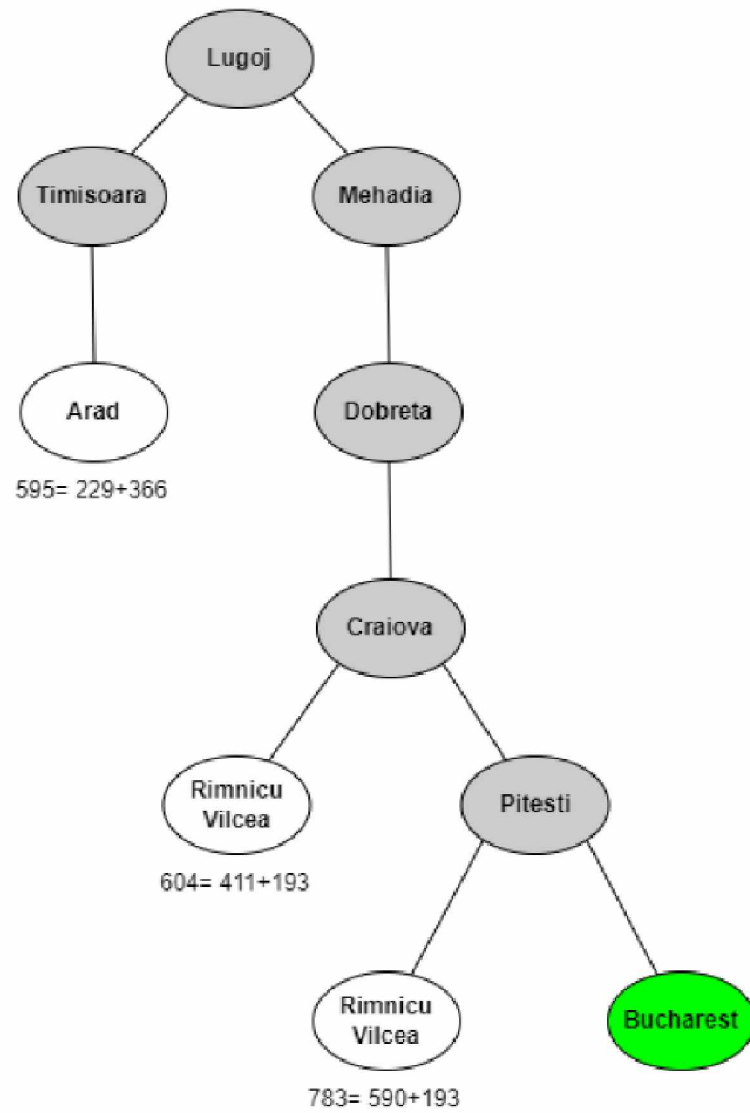 Lugoj
Timisoara
Mehadia
Arad
Dobreta
595= 229+366
Craiova
Rimnicu
Vilcea
Pitesti
604= 411+193
Rimnicu
Vilcea
Bucharest
783= 590+193